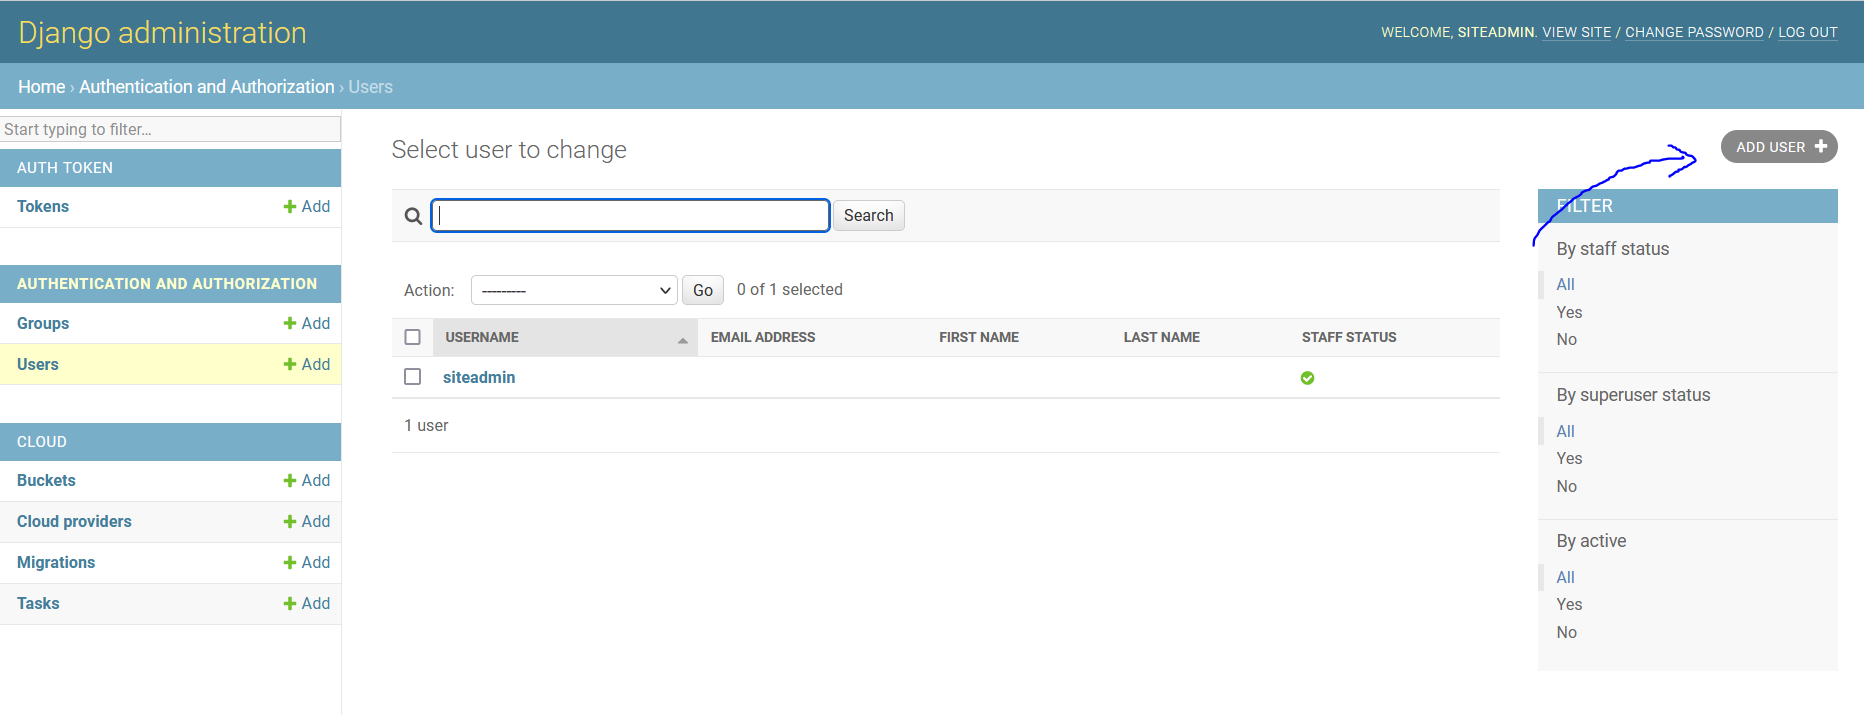 Django administration
WELCOME, SITEADMIN. VIEW SITE / CHANGE PASSWORD / LOG OUT
Home › Authentication and Authorization › Users
Start typing to filter...
AUTH TOKEN
Tokens + Add
AUTHENTICATION AND AUTHORIZATION
Groups + Add
Users + Add
CLOUD
Buckets + Add
Cloud providers + Add
Migrations + Add
Tasks + Add
Select user to change
ADD USER +
Search
Action: --------- Go 0 of 1 selected
USERNAME EMAIL ADDRESS FIRST NAME LAST NAME STAFF STATUS
siteadmin
1 user
FILTER
By staff status
All
Yes
No
By superuser status
All
Yes
No
By active
All
Yes
No